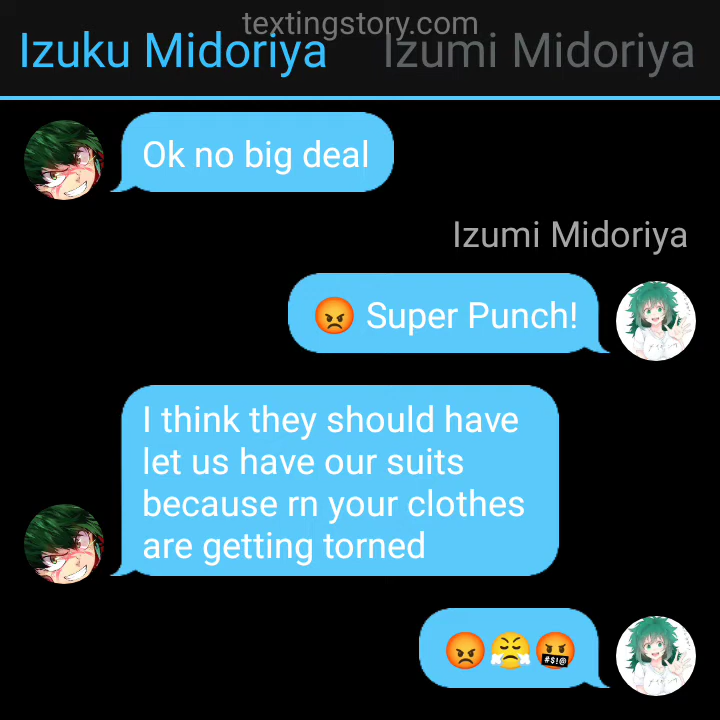 textingstory.com
Izuku Midoriya Izumi Midoriya
Ok no big deal
Izumi Midoriya
😡 Super Punch!
I think they should have
let us have our suits
because rn your clothes
are getting torned
😡😤🤬